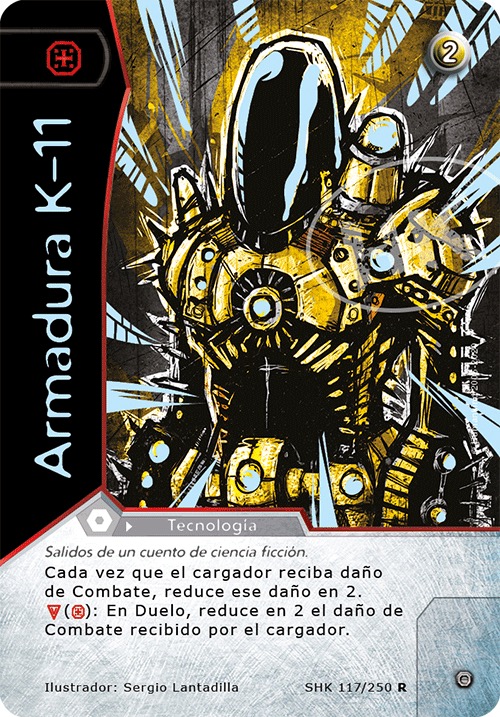 2
Armadura K-11
Tecnología
Salidos de un cuento de ciencia ficción.
Cada vez que el cargador reciba daño
de Combate, reduce ese daño en 2.
(): En Duelo, reduce en 2 el daño de
Combate recibido por el cargador.
Ilustrador: Sergio Lantadilla
SHK 117/250 R